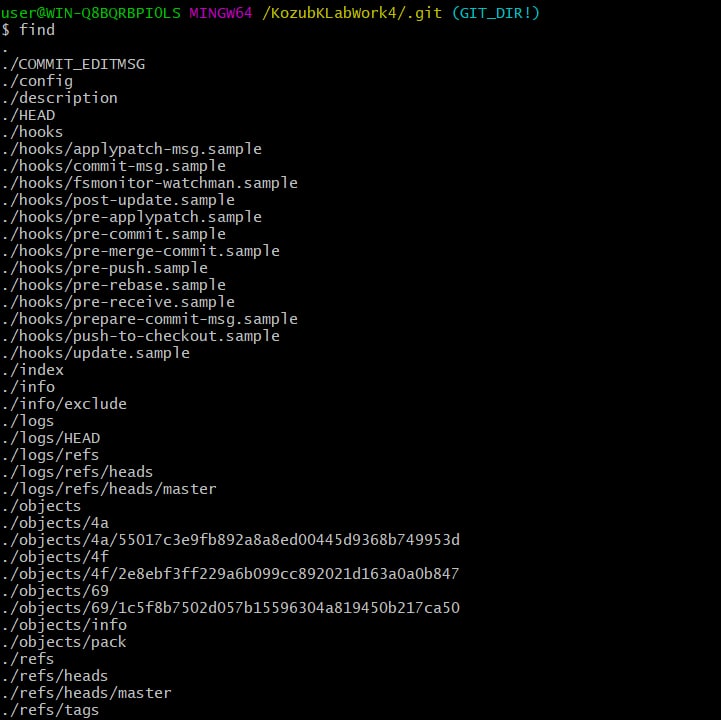 user@WIN-Q8BQRBPIOLS MINGW64 /KozubKLabWork4/.git (GIT_DIR!)
$ find
.
./COMMIT_EDITMSG
./config
./description
./HEAD
./hooks
./hooks/applypatch-msg.sample
./hooks/commit-msg.sample
./hooks/fsmonitor-watchman.sample
./hooks/post-update.sample
./hooks/pre-applypatch.sample
./hooks/pre-commit.sample
./hooks/pre-merge-commit.sample
./hooks/pre-push.sample
./hooks/pre-rebase.sample
./hooks/pre-receive.sample
./hooks/prepare-commit-msg.sample
./hooks/push-to-checkout.sample
./hooks/update.sample
./index
./info
./info/exclude
./logs
./logs/HEAD
./logs/refs
./logs/refs/heads
./logs/refs/heads/master
./objects
./objects/4a
./objects/4a/55017c3e9fb892a8a8ed00445d9368b749953d
./objects/4f
./objects/4f/2e8ebf3ff229a6b099cc892021d163a0a0b847
./objects/69
./objects/69/1c5f8b7502d057b15596304a819450b217ca50
./objects/info
./objects/pack
./refs
./refs/heads
./refs/heads/master
./refs/tags